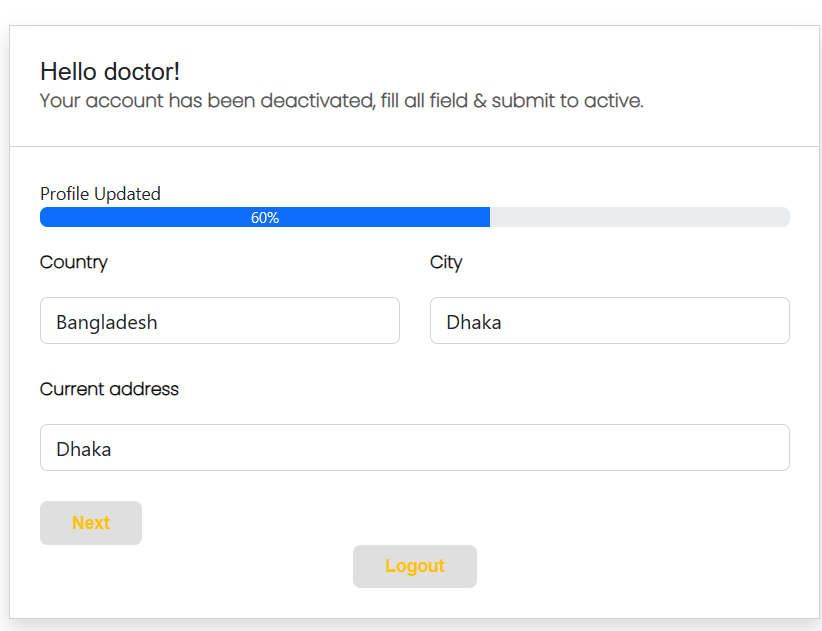 Hello doctor!
Your account has been deactivated, fill all field & submit to active.
Profile Updated
60%
Country City
Bangladesh Dhaka
Current address
Dhaka
Next
Logout